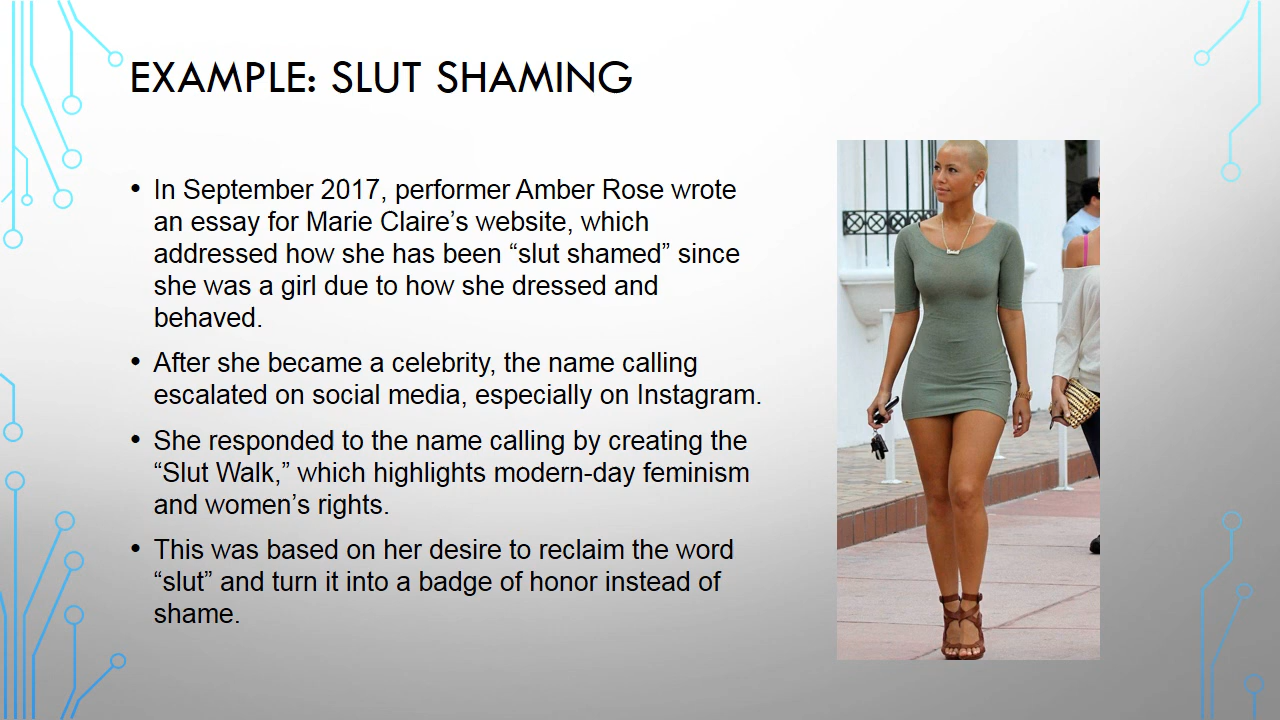 EXAMPLE: SLUT SHAMING
• In September 2017, performer Amber Rose wrote
an essay for Marie Claire’s website, which
addressed how she has been “slut shamed” since
she was a girl due to how she dressed and
behaved.
• After she became a celebrity, the name calling
escalated on social media, especially on Instagram.
• She responded to the name calling by creating the
“Slut Walk,” which highlights modern-day feminism
and women’s rights.
• This was based on her desire to reclaim the word
“slut” and turn it into a badge of honor instead of
shame.